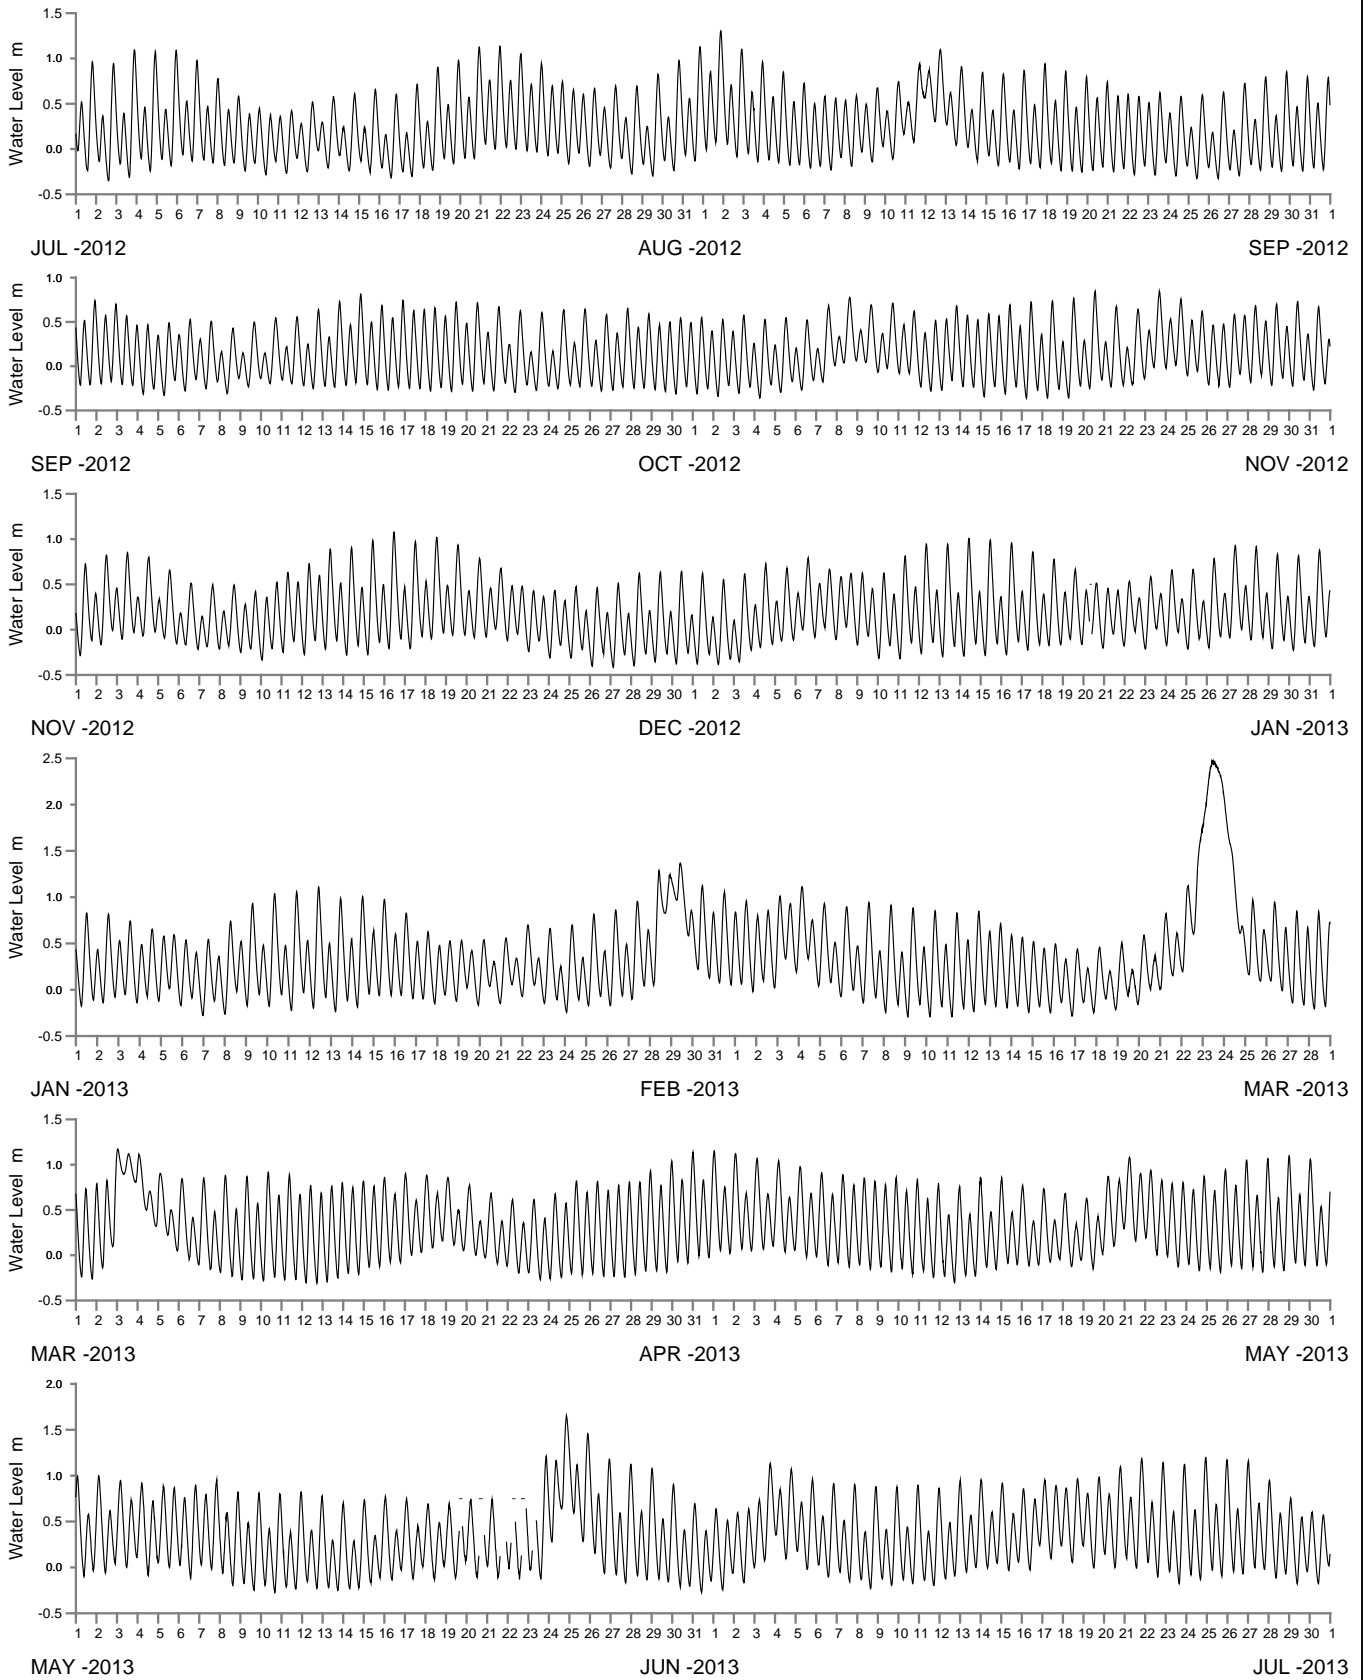 1.5
1.0
0.5
0.0
-0.5
Water Level m
1 2 3 4 5 6 7 8 9 10 11 12 13 14 15 16 17 18 19 20 21 22 23 24 25 26 27 28 29 30 31 1 2 3 4 5 6 7 8 9 10 11 12 13 14 15 16 17 18 19 20 21 22 23 24 25 26 27 28 29 30 31 1
JUL -2012 AUG -2012 SEP -2012
1.0
0.5
0.0
-0.5
Water Level m
1 2 3 4 5 6 7 8 9 10 11 12 13 14 15 16 17 18 19 20 21 22 23 24 25 26 27 28 29 30 1 2 3 4 5 6 7 8 9 10 11 12 13 14 15 16 17 18 19 20 21 22 23 24 25 26 27 28 29 30 31 1
SEP -2012 OCT -2012 NOV -2012
1.5
1.0
0.5
0.0
-0.5
Water Level m
1 2 3 4 5 6 7 8 9 10 11 12 13 14 15 16 17 18 19 20 21 22 23 24 25 26 27 28 29 30 1 2 3 4 5 6 7 8 9 10 11 12 13 14 15 16 17 18 19 20 21 22 23 24 25 26 27 28 29 30 31 1
NOV -2012 DEC -2012 JAN -2013
2.5
2.0
1.5
1.0
0.5
0.0
-0.5
Water Level m
1 2 3 4 5 6 7 8 9 10 11 12 13 14 15 16 17 18 19 20 21 22 23 24 25 26 27 28 29 30 31 1 2 3 4 5 6 7 8 9 10 11 12 13 14 15 16 17 18 19 20 21 22 23 24 25 26 27 28 1
JAN -2013 FEB -2013 MAR -2013
1.5
1.0
0.5
0.0
-0.5
Water Level m
1 2 3 4 5 6 7 8 9 10 11 12 13 14 15 16 17 18 19 20 21 22 23 24 25 26 27 28 29 30 31 1 2 3 4 5 6 7 8 9 10 11 12 13 14 15 16 17 18 19 20 21 22 23 24 25 26 27 28 29 30 1
MAR -2013 APR -2013 MAY -2013
2.0
1.5
1.0
0.5
0.0
-0.5
Water Level m
1 2 3 4 5 6 7 8 9 10 11 12 13 14 15 16 17 18 19 20 21 22 23 24 25 26 27 28 29 30 31 1 2 3 4 5 6 7 8 9 10 11 12 13 14 15 16 17 18 19 20 21 22 23 24 25 26 27 28 29 30 1
MAY -2013 JUN -2013 JUL -2013